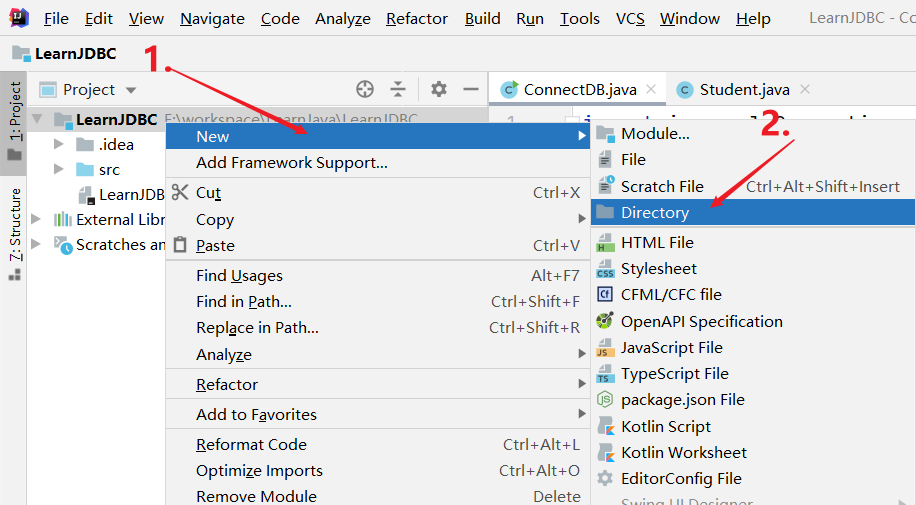 File Edit View Navigate Code Analyze Refactor Build Run Tools VCS Window Help LearnJDBC - Co
LearnJDBC
1.
1: Project
Project
ConnectDB.java
Student.java
LearnJDBC E:\workspace\LearnJava\LearnJDBC
.idea
src
LearnJDB
External Libr
Scratches an
7: Structure
1
New
Add Framework Support...
Cut Ctrl+X
Copy
Paste Ctrl+V
Find Usages Alt+F7
Find in Path... Ctrl+Shift+F
Replace in Path... Ctrl+Shift+R
Analyze
Refactor
Add to Favorites
Reformat Code Ctrl+Alt+L
Optimize Imports Ctrl+Alt+O
Remove Module Delete
2.
Module...
File
Scratch File Ctrl+Alt+Shift+Insert
Directory
HTML File
Stylesheet
CFML/CFC file
OpenAPI Specification
JavaScript File
TypeScript File
package.json File
Kotlin Script
Kotlin Worksheet
EditorConfig File
Swing UI Designer